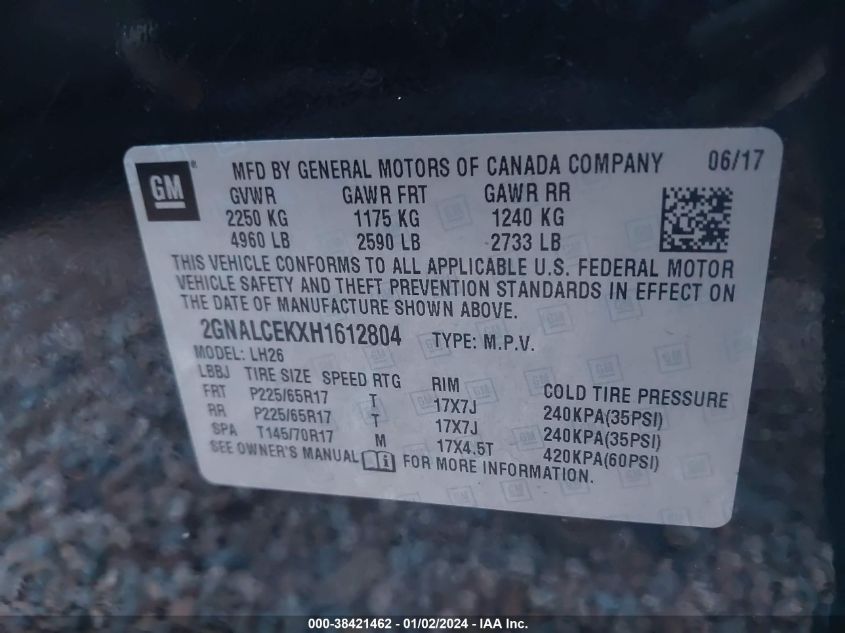 GM ®
MFD BY GENERAL MOTORS OF CANADA COMPANY 06/17
GVWR GAWR FRT GAWR RR
2250 KG 1175 KG 1240 KG
4960 LB 2590 LB 2733 LB
THIS VEHICLE CONFORMS TO ALL APPLICABLE U.S. FEDERAL MOTOR
VEHICLE SAFETY AND THEFT PREVENTION STANDARDS IN EFFECT ON
THE DATE OF MANUFACTURE SHOWN ABOVE.
2GNALCEKXH1612804 TYPE: M.P.V.
MODEL: LH26
LBBJ TIRE SIZE SPEED RTG RIM COLD TIRE PRESSURE
FRT P225/65R17 T 17X7J 240KPA(35PSI)
RR P225/65R17 T 17X7J 240KPA(35PSI)
SPA T145/70R17 M 17X4.5T 420KPA(60PSI)
SEE OWNER'S MANUAL FOR MORE INFORMATION.
000-38421462 - 01/02/2024 - IAA Inc.